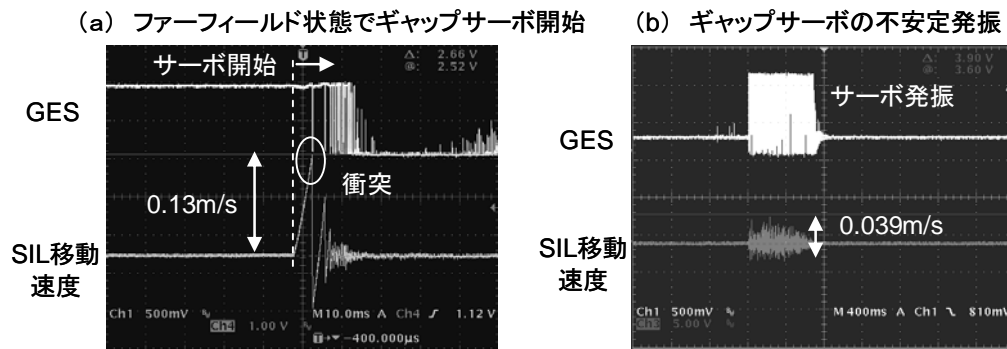 (a) ファーフィールド状態でギャップサーボ開始
サーボ開始
Δ: 2.66 V
@: 2.52 V
GES
衝突
0.13m/s
SIL移動
速度
Ch1 500mV
M10.0ms A Ch4 1.12 V
Ch4 1.00 V
-400.000μs
(b) ギャップサーボの不安定発振
Δ: 3.90 V
@: 3.60 V
サーボ発振
GES
0.039m/s
SIL移動
速度
Ch1 500mV
M 400ms A Ch1 810mV
Ch3 5.00 V